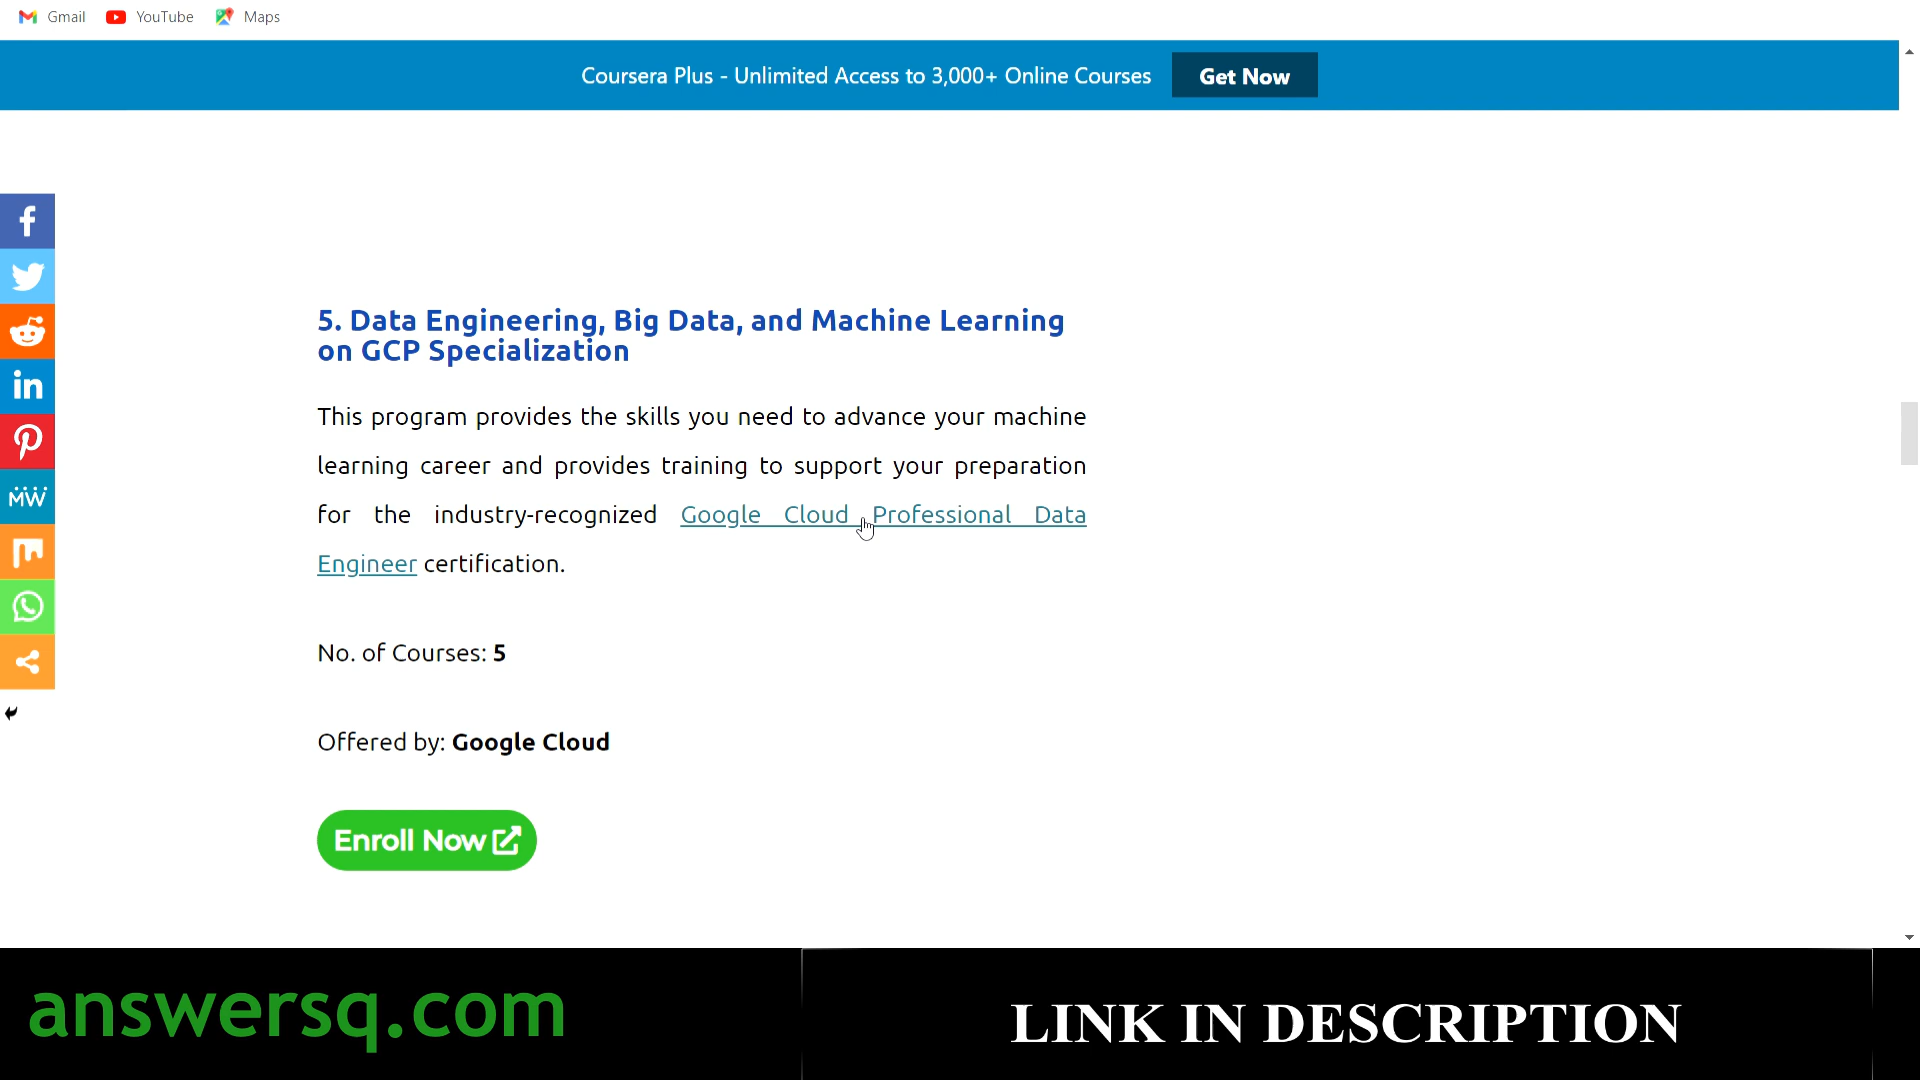 Gmail YouTube Maps
Coursera Plus - Unlimited Access to 3,000+ Online Courses Get Now
5. Data Engineering, Big Data, and Machine Learning
on GCP Specialization
This program provides the skills you need to advance your machine
learning career and provides training to support your preparation
for the industry-recognized Google Cloud Professional Data
Engineer certification.
No. of Courses: 5
Offered by: Google Cloud
Enroll Now
f
in
MW
answersq.com
LINK IN DESCRIPTION